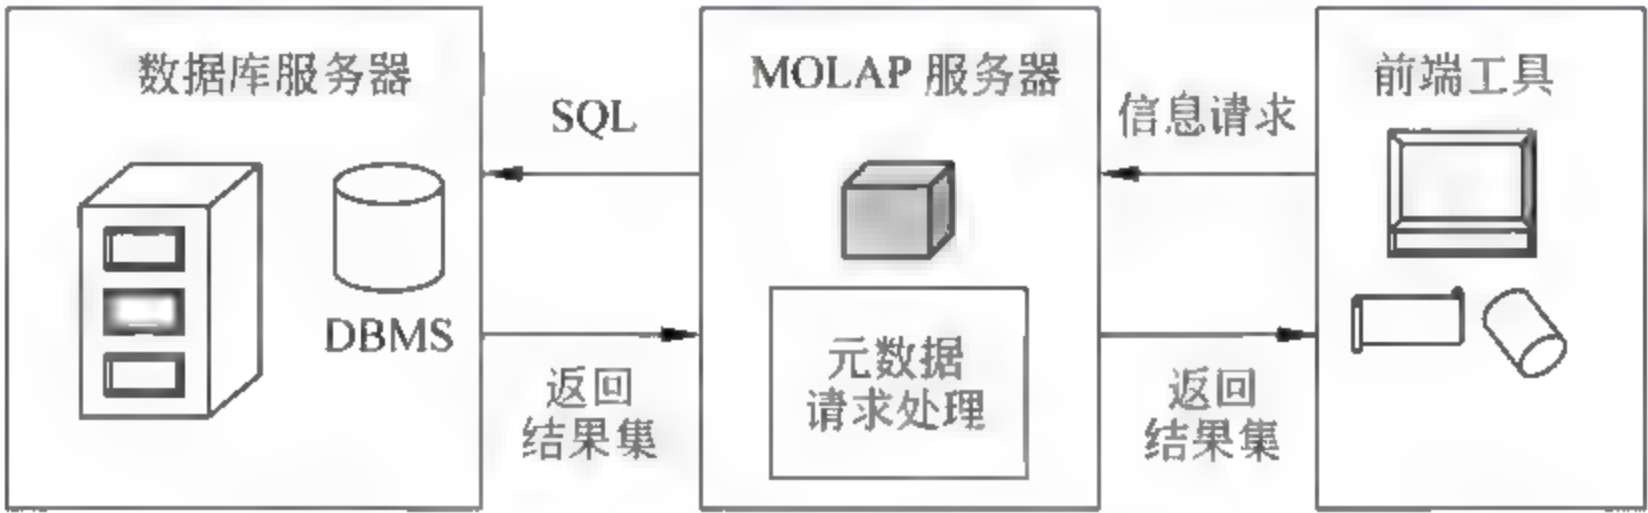 数据库服务器
DBMS
SQL
返回
结果集
MOLAP 服务器
元数据
请求处理
信息请求
返回
结果集
前端工具